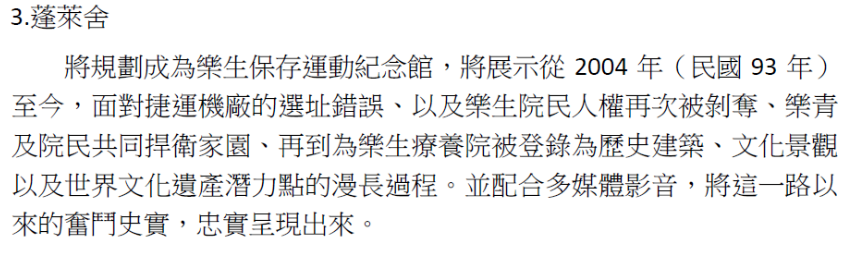 3.蓬萊舍
將規劃成為樂生保存運動紀念館，將展示從 2004 年（民國 93 年）
至今，面對捷運機廠的選址錯誤、以及樂生院民人權再次被剝奪、樂青
及院民共同捍衛家園、再到為樂生療養院被登錄為歷史建築、文化景觀
以及世界文化遺產潛力點的漫長過程。並配合多媒體影音，將這一路以
來的奮鬥史實，忠實呈現出來。